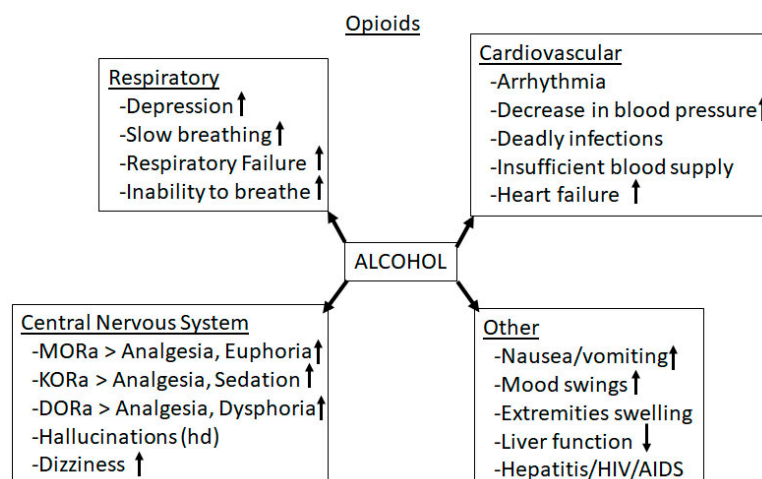 Opioids
Respiratory
-Depression ↑
-Slow breathing ↑
-Respiratory Failure ↑
-Inability to breathe ↑
Cardiovascular
-Arrhythmia
-Decrease in blood pressure ↑
-Deadly infections
-Insufficient blood supply
-Heart failure ↑
ALCOHOL
Central Nervous System
-MORa > Analgesia, Euphoria ↑
-KORa > Analgesia, Sedation ↑
-DORa > Analgesia, Dysphoria ↑
-Hallucinations (hd)
-Dizziness ↑
Other
-Nausea/vomiting ↑
-Mood swings ↑
-Extremities swelling
-Liver function ↓
-Hepatitis/HIV/AIDS